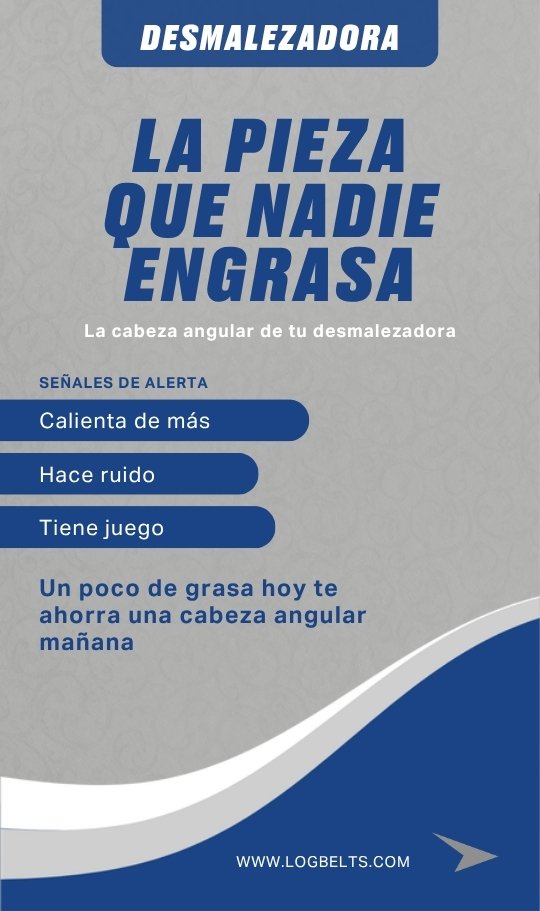 DESMALEZADORA
LA PIEZA
QUE NADIE
ENGRASA
La cabeza angular de tu desmalezadora
SEÑALES DE ALERTA
Calienta de más
Hace ruido
Tiene juego
Un poco de grasa hoy te
ahorra una cabeza angular
mañana
WWW.LOGBELTS.COM